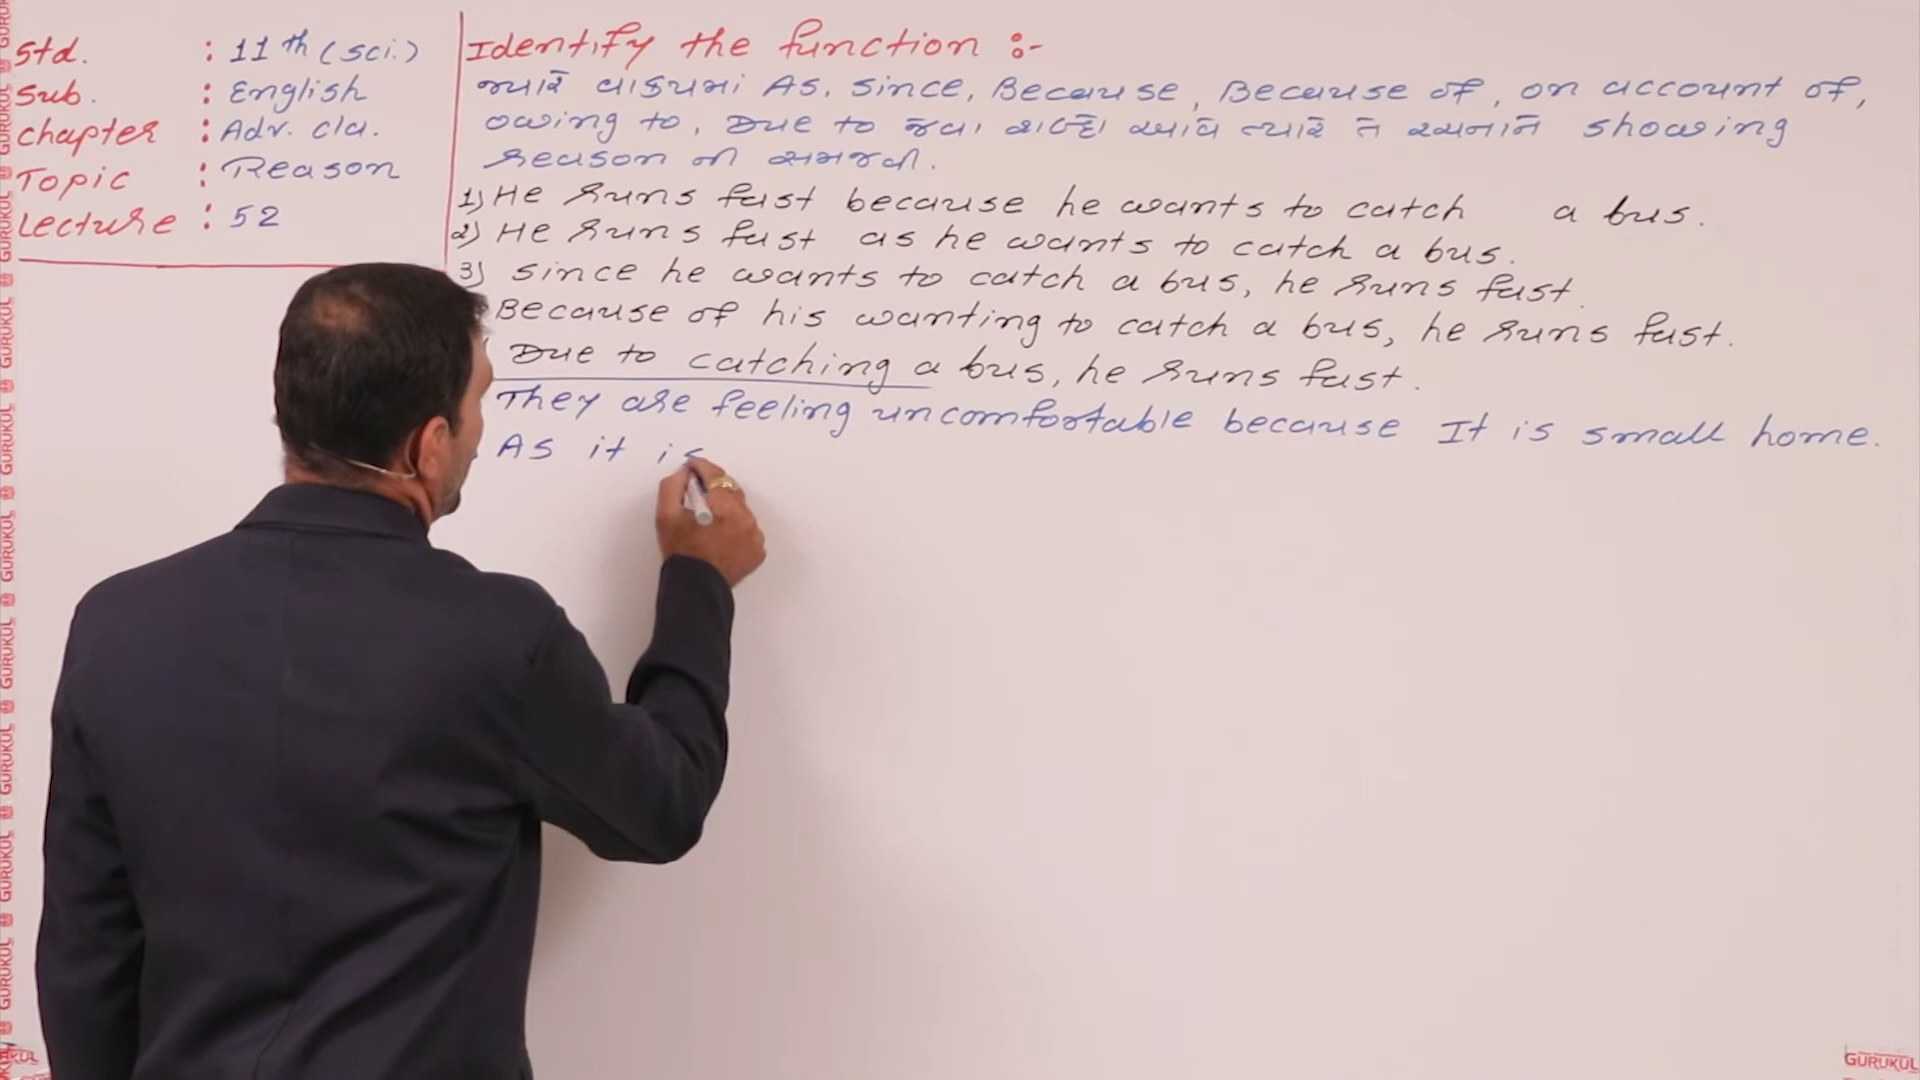 Std. : 11th (sci.)
Sub. : English
chapter : Adv. cla.
Topic : Reason
Lecture : 52
Identify the function :-
જ્યારે વાક્યમાં As, since, Because, Because of, on account of,
owing to, Due to જેવા શબ્દો આવે ત્યારે તે રચનાને showing
reason ની સમજવી.
1) He runs fast because he wants to catch a bus.
2) He runs fast as he wants to catch a bus.
3) since he wants to catch a bus, he runs fast.
Because of his wanting to catch a bus, he runs fast.
Due to catching a bus, he runs fast.
They are feeling uncomfortable because It is small home.
As it is
GURUKUL
GURUKUL